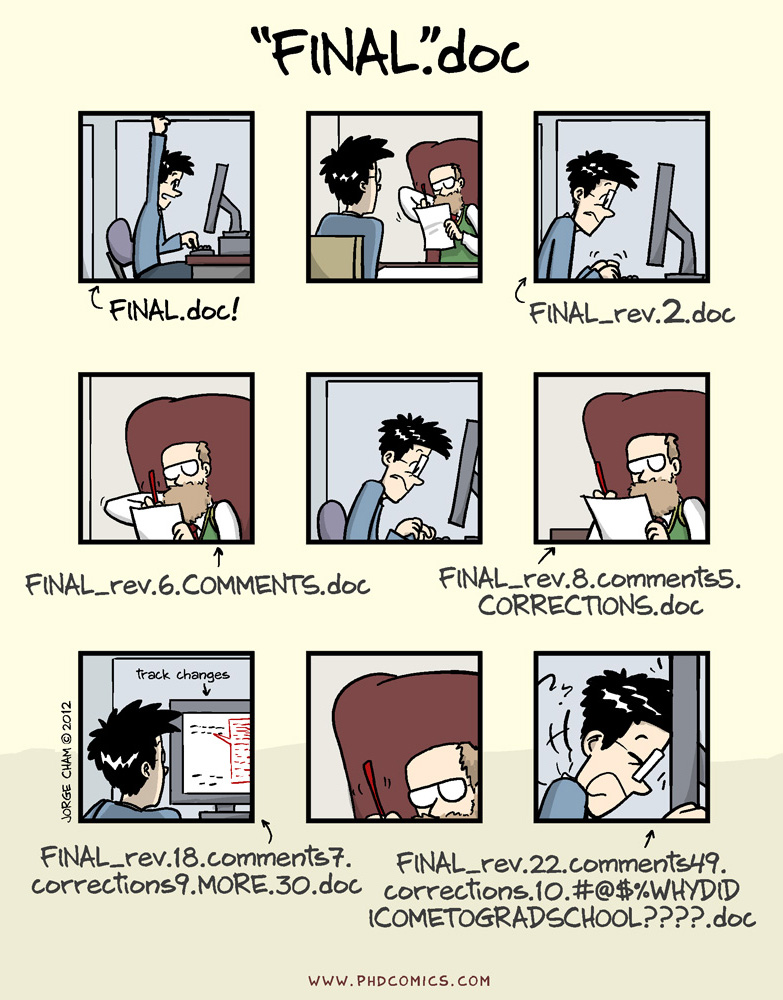 "FINAL".doc
FINAL.doc!
FINAL_rev.2.doc
FINAL_rev.6.COMMENTS.doc
FINAL_rev.8.comments5.
CORRECTIONS.doc
track changes
JORGE CHAM © 2012
FINAL_rev.18.comments7.
corrections9.MORE.30.doc
FINAL_rev.22.comments49.
corrections.10.#@$%WHYDID
ICOMETOGRADSCHOOL????.doc
WWW.PHDCOMICS.COM